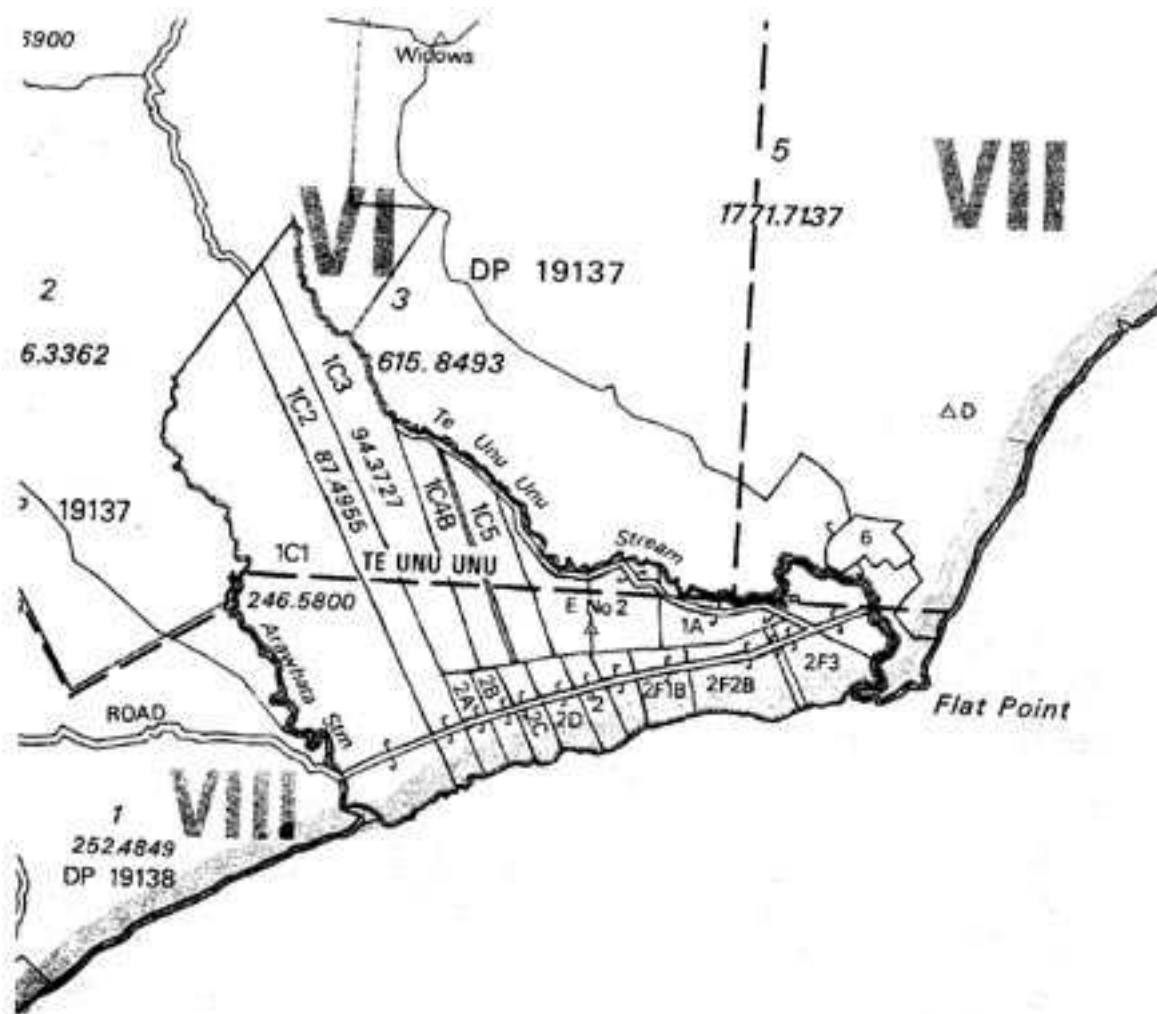 5900
Widows
VI
5
VII
1771.7137
DP 19137
2
3
6.3362
615.8493
1C3
1C2
94.3727
87.4955
Te Unu Unu Stream
D
1C4B
1C5
19137
6
1C1
TE UNU UNU
246.5800
E No 2
1A
Arawhara Stm
2A
2B
2C
2D
2
2F1B
2F2B
2F3
Flat Point
ROAD
VIII
1
252.4849
DP 19138